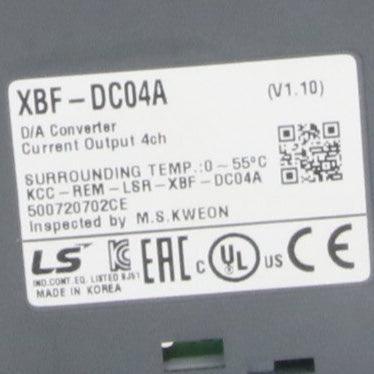 XBF-DC04A (V1.10)
D/A Converter
Current Output 4ch
SURROUNDING TEMP.:0~55°C
KCC-REM-LSR-XBF-DC04A
500720702CE
Inspected by M.S.KWEON
LS EAC c UL US CE
IND.CONT.EQ. LISTED 9J51
MADE IN KOREA